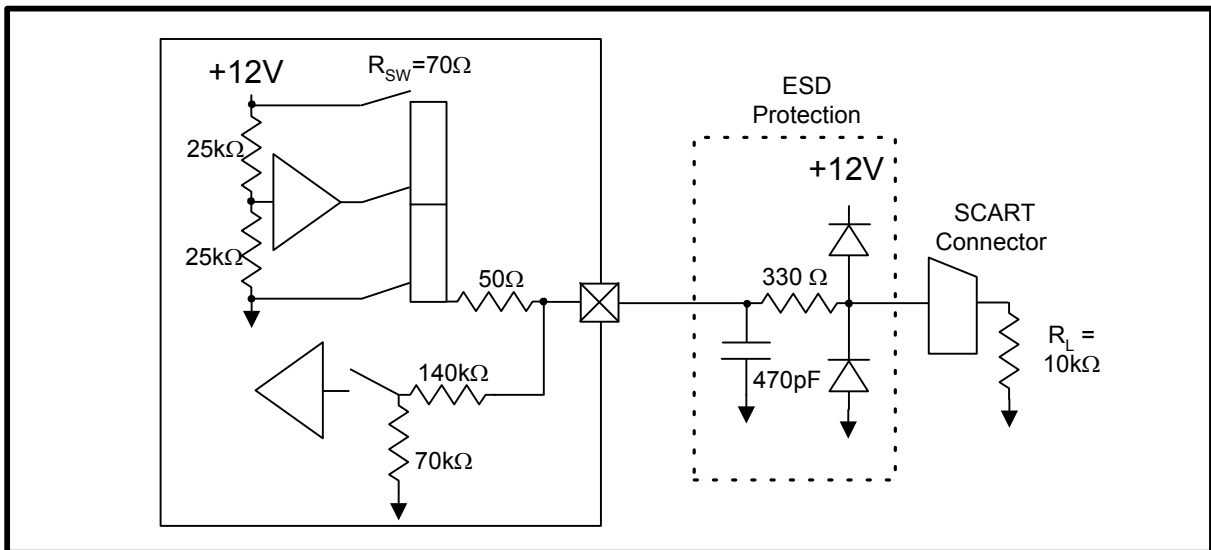 +12V
R_SW=70Ω
25kΩ
25kΩ
50Ω
140kΩ
70kΩ
ESD
Protection
+12V
330 Ω
470pF
SCART
Connector
R_L =
10kΩ